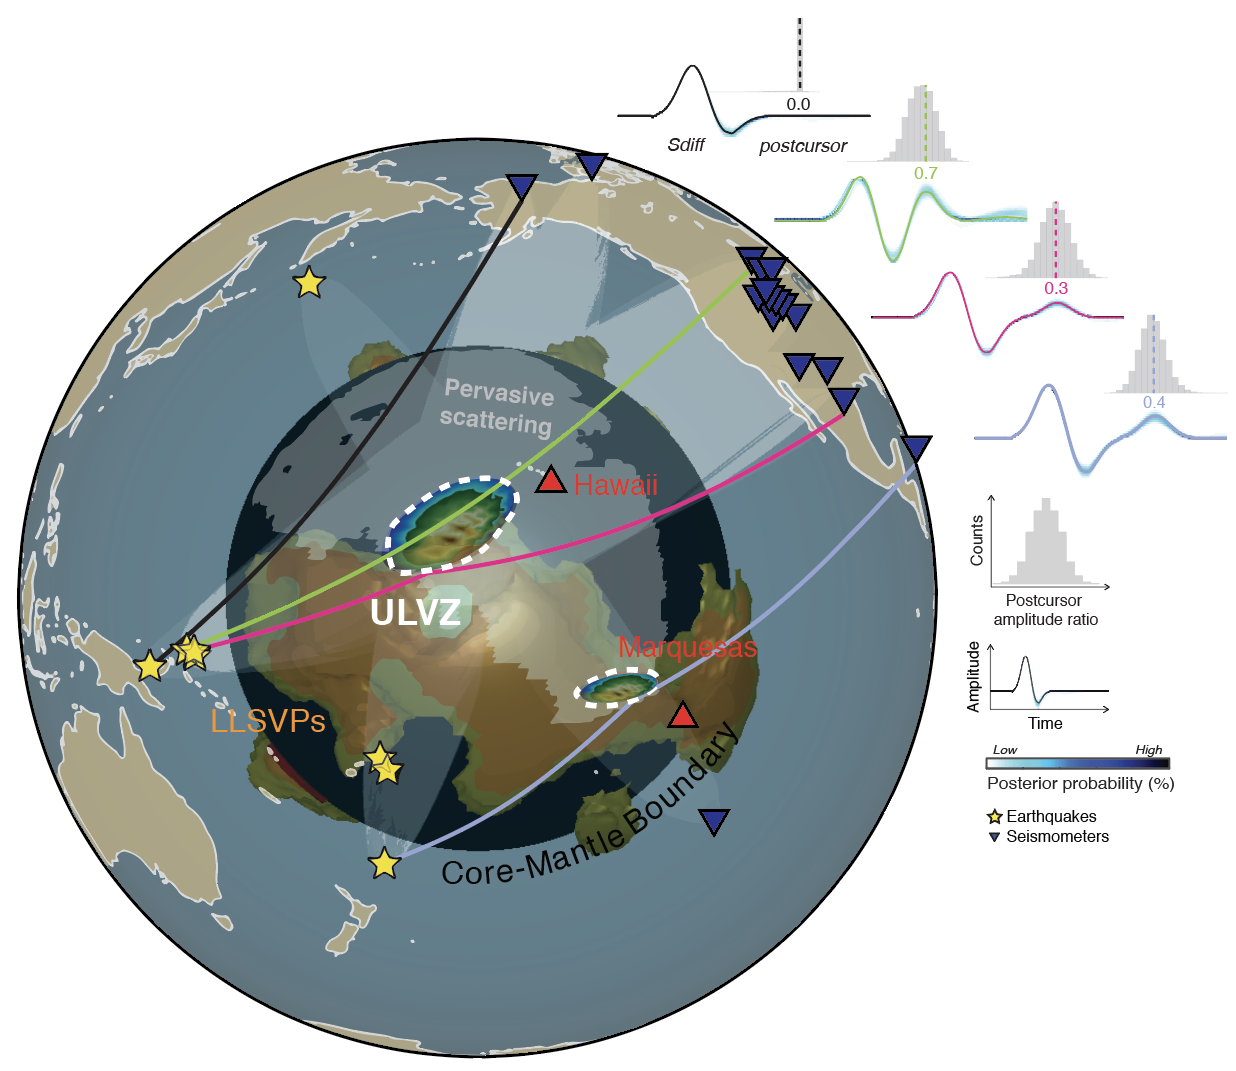 0.0
Sdiff
postcursor
0.7
0.3
0.4
Pervasive
scattering
Hawaii
ULVZ
Marquesas
LLSVPs
Core-Mantle Boundary
Counts
Postcursor
amplitude ratio
Amplitude
Time
Low
High
Posterior probability (%)
Earthquakes
Seismometers